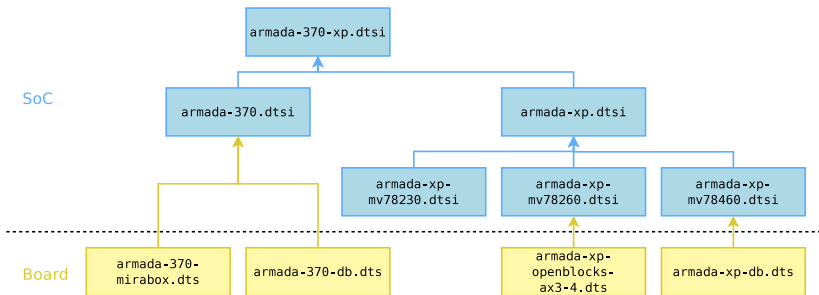 armada-370-xp.dtsi
SoC
armada-370.dtsi
armada-xp.dtsi
armada-xp-
mv78230.dtsi
armada-xp-
mv78260.dtsi
armada-xp-
mv78460.dtsi
Board
armada-370-
mirabox.dts
armada-370-db.dts
armada-xp-
openblocks-
ax3-4.dts
armada-xp-db.dts